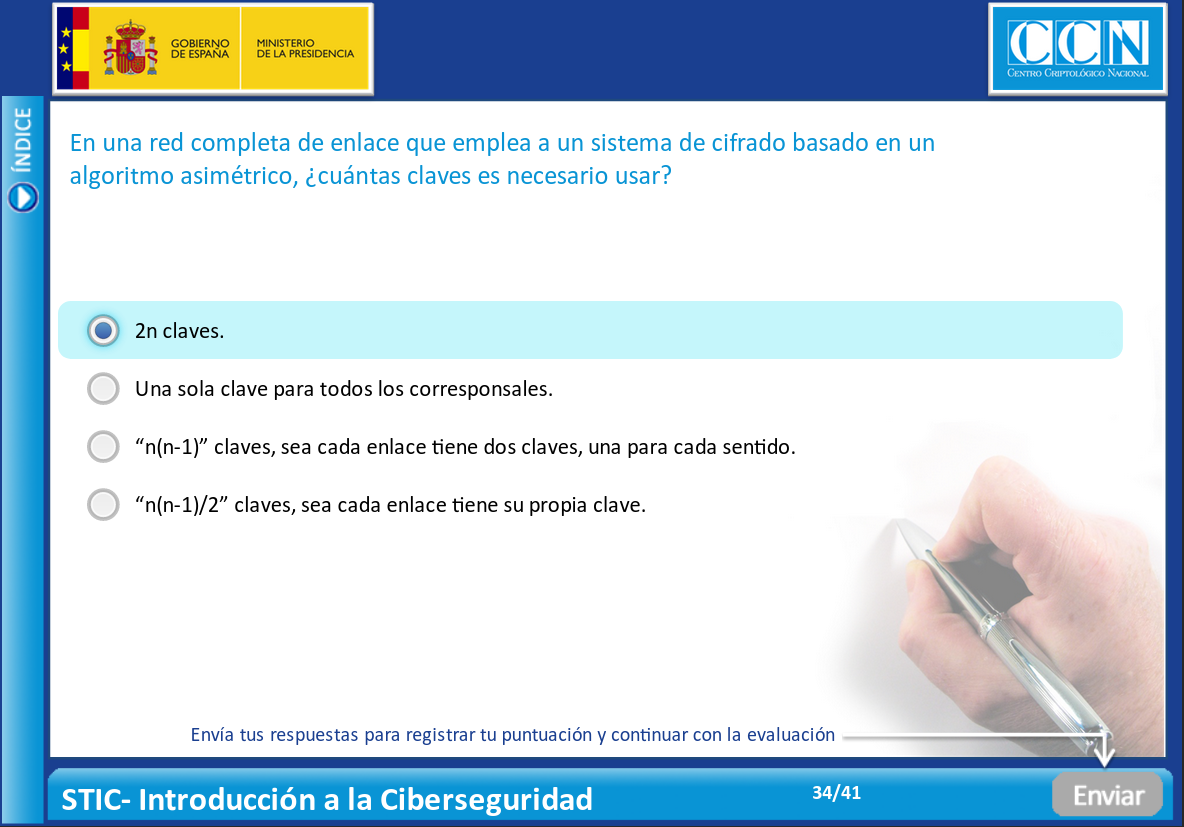 GOBIERNO
DE ESPAÑA
MINISTERIO
DE LA PRESIDENCIA
CCN
CENTRO CRIPTOLÓGICO NACIONAL
ÍNDICE
En una red completa de enlace que emplea a un sistema de cifrado basado en un
algoritmo asimétrico, ¿cuántas claves es necesario usar?
2n claves.
Una sola clave para todos los corresponsales.
“n(n-1)” claves, sea cada enlace tiene dos claves, una para cada sentido.
“n(n-1)/2” claves, sea cada enlace tiene su propia clave.
Envía tus respuestas para registrar tu puntuación y continuar con la evaluación
STIC- Introducción a la Ciberseguridad
34/41
Enviar